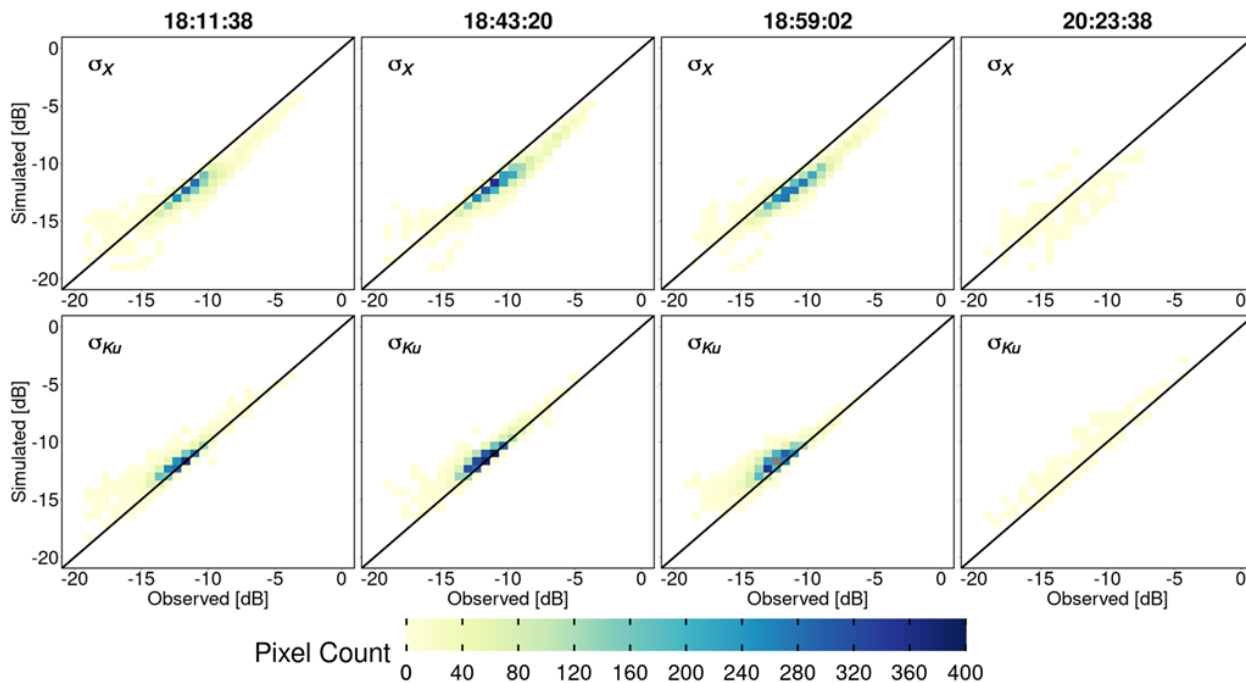 18:11:38 18:43:20 18:59:02 20:23:38
0
-5
-10
-15
-20
Simulated [dB]
σX σX σX σX
-20 -15 -10 -5 0 -20 -15 -10 -5 0 -20 -15 -10 -5 0 -20 -15 -10 -5 0
0
-5
-10
-15
-20
Simulated [dB]
σKu σKu σKu σKu
-20 -15 -10 -5 0 -20 -15 -10 -5 0 -20 -15 -10 -5 0 -20 -15 -10 -5 0
Observed [dB] Observed [dB] Observed [dB] Observed [dB]
Pixel Count
0 40 80 120 160 200 240 280 320 360 400